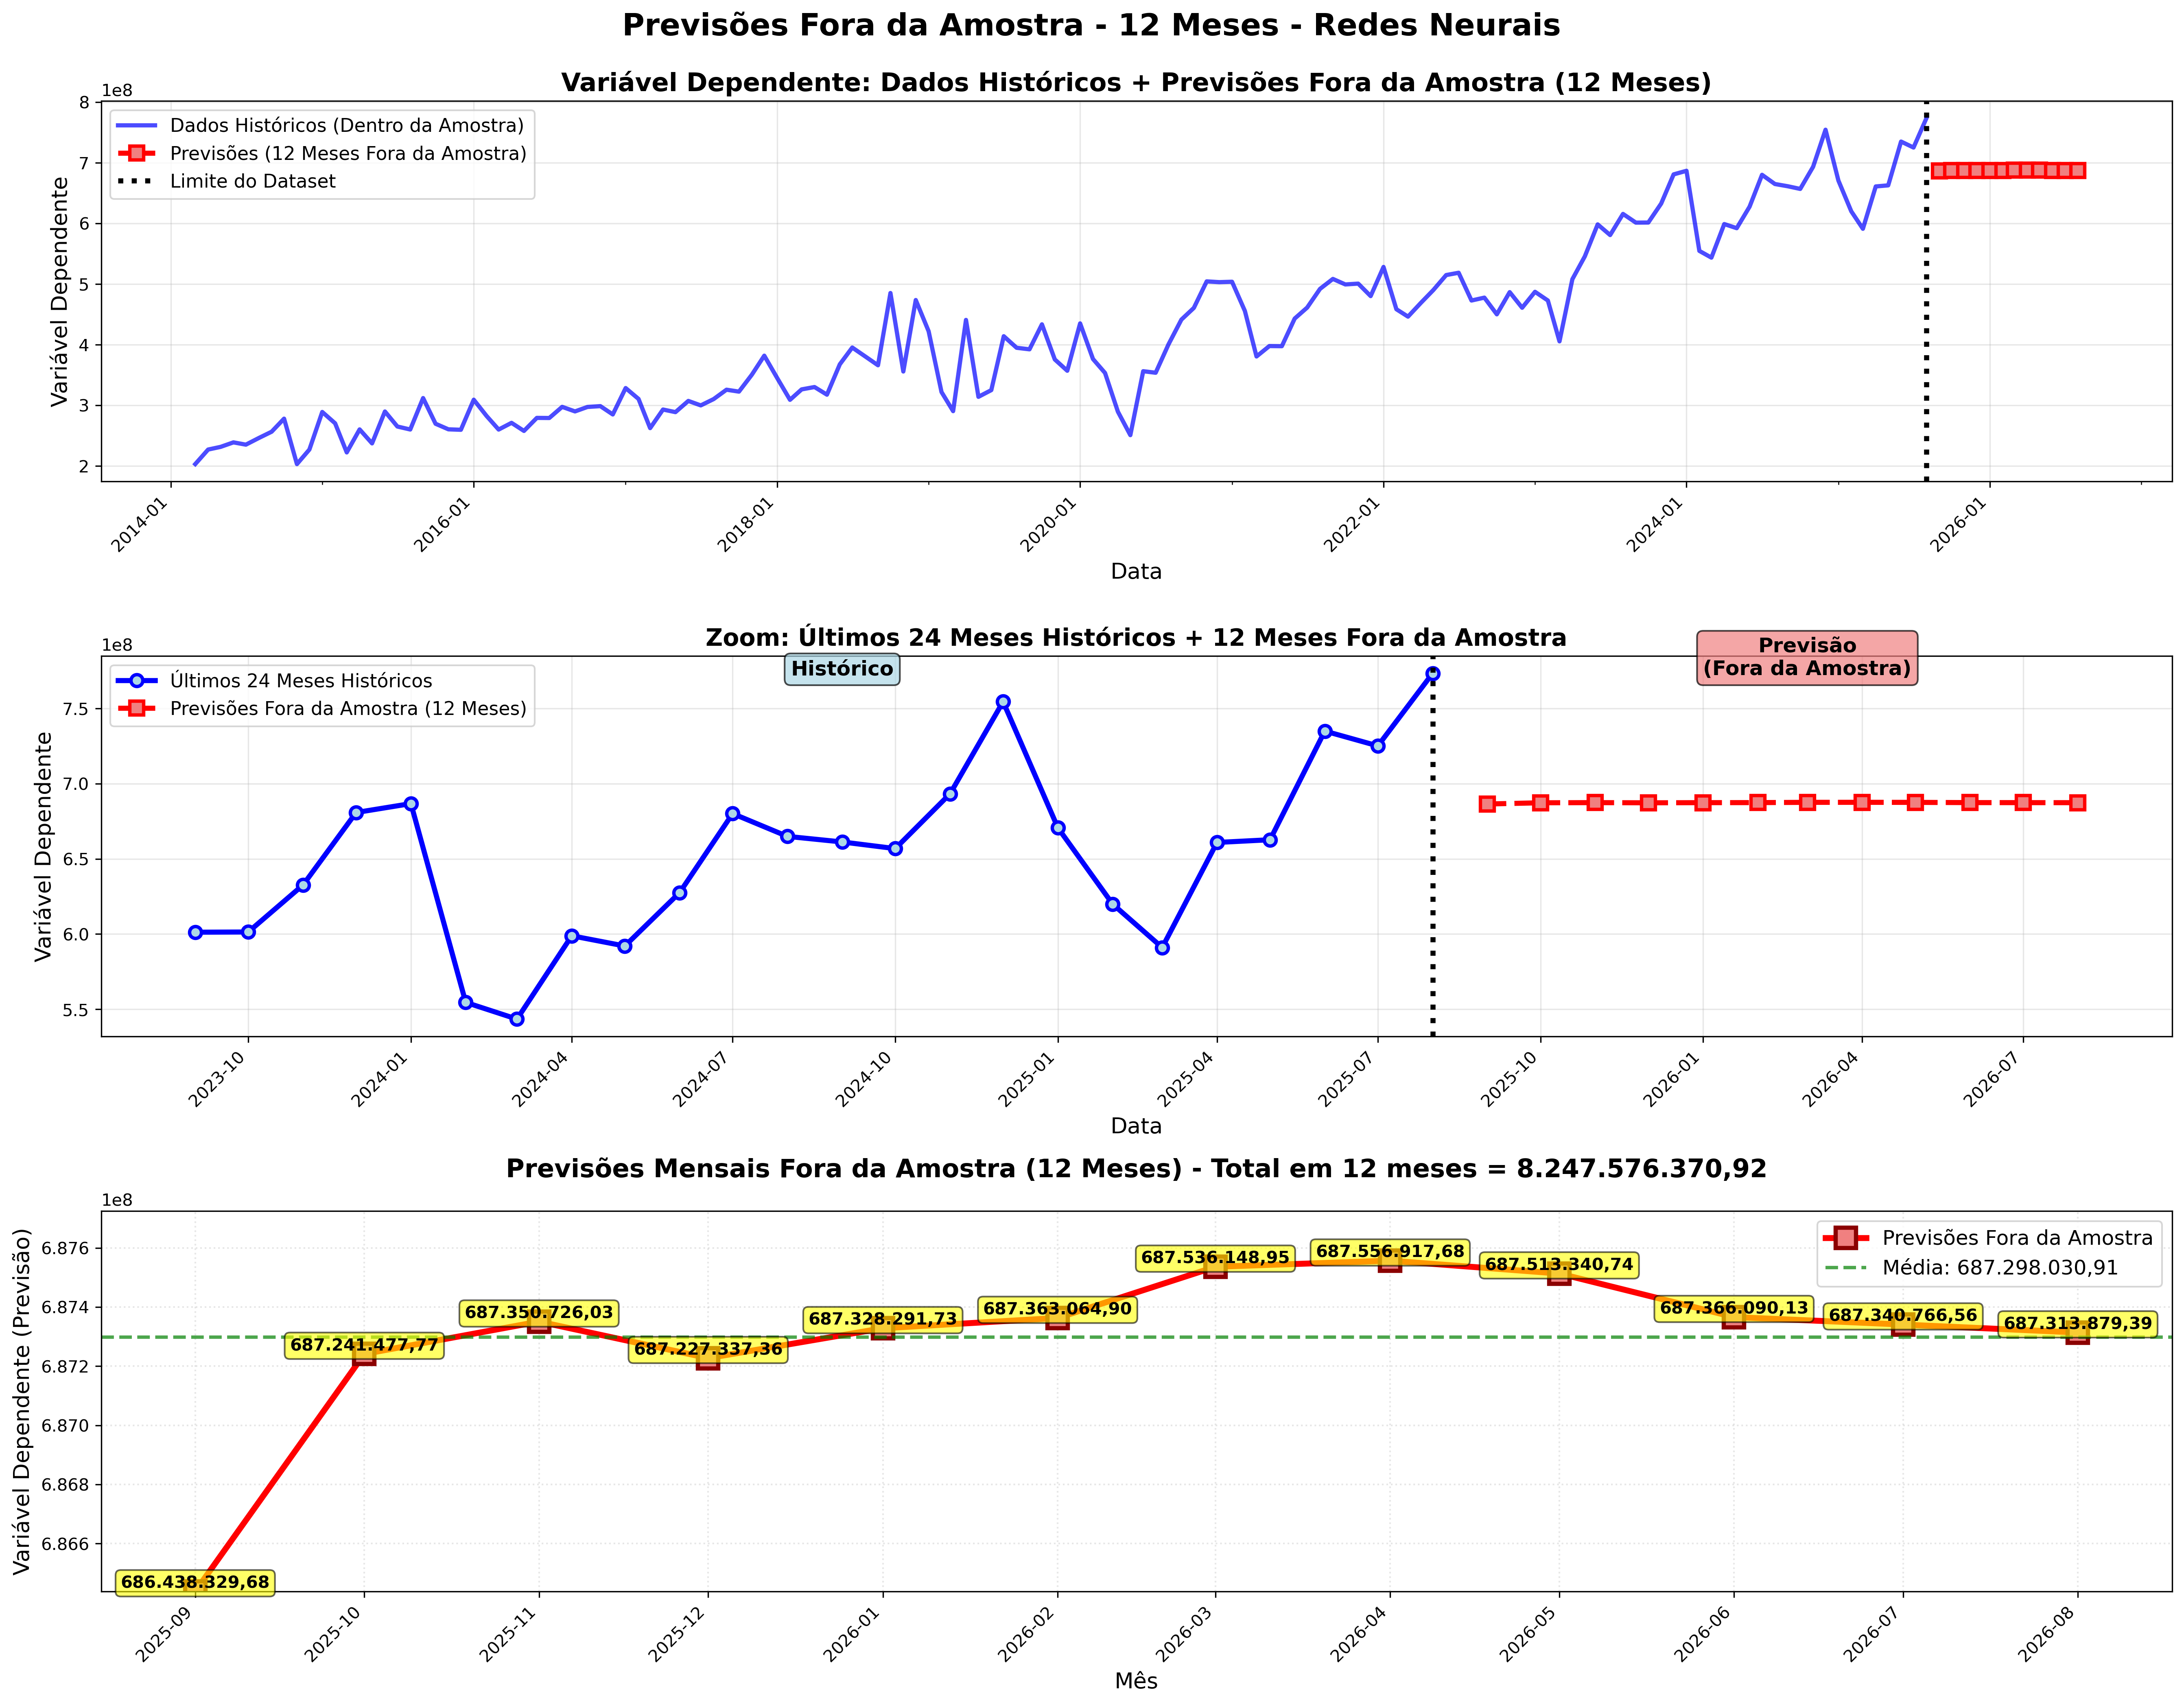 Previsões Fora da Amostra - 12 Meses - Redes Neurais
Variável Dependente: Dados Históricos + Previsões Fora da Amostra (12 Meses)
1e8
Dados Históricos (Dentro da Amostra)
Previsões (12 Meses Fora da Amostra)
Limite do Dataset
Variável Dependente
8
7
6
5
4
3
2
2014-01
2016-01
2018-01
2020-01
2022-01
2024-01
2026-01
Data
Zoom: Últimos 24 Meses Históricos + 12 Meses Fora da Amostra
1e8
Histórico
Previsão
(Fora da Amostra)
Últimos 24 Meses Históricos
Previsões Fora da Amostra (12 Meses)
Variável Dependente
7.5
7.0
6.5
6.0
5.5
2023-10
2024-01
2024-04
2024-07
2024-10
2025-01
2025-04
2025-07
2025-10
2026-01
2026-04
2026-07
Data
Previsões Mensais Fora da Amostra (12 Meses) - Total em 12 meses = 8.247.576.370,92
1e8
Previsões Fora da Amostra
Média: 687.298.030,91
Variável Dependente (Previsão)
6.876
6.874
6.872
6.870
6.868
6.866
686.438.329,68
687.241.477,77
687.350.726,03
687.227.337,36
687.328.291,73
687.363.064,90
687.536.148,95
687.556.917,68
687.513.340,74
687.366.090,13
687.340.766,56
687.313.879,39
2025-09
2025-10
2025-11
2025-12
2026-01
2026-02
2026-03
2026-04
2026-05
2026-06
2026-07
2026-08
Mês